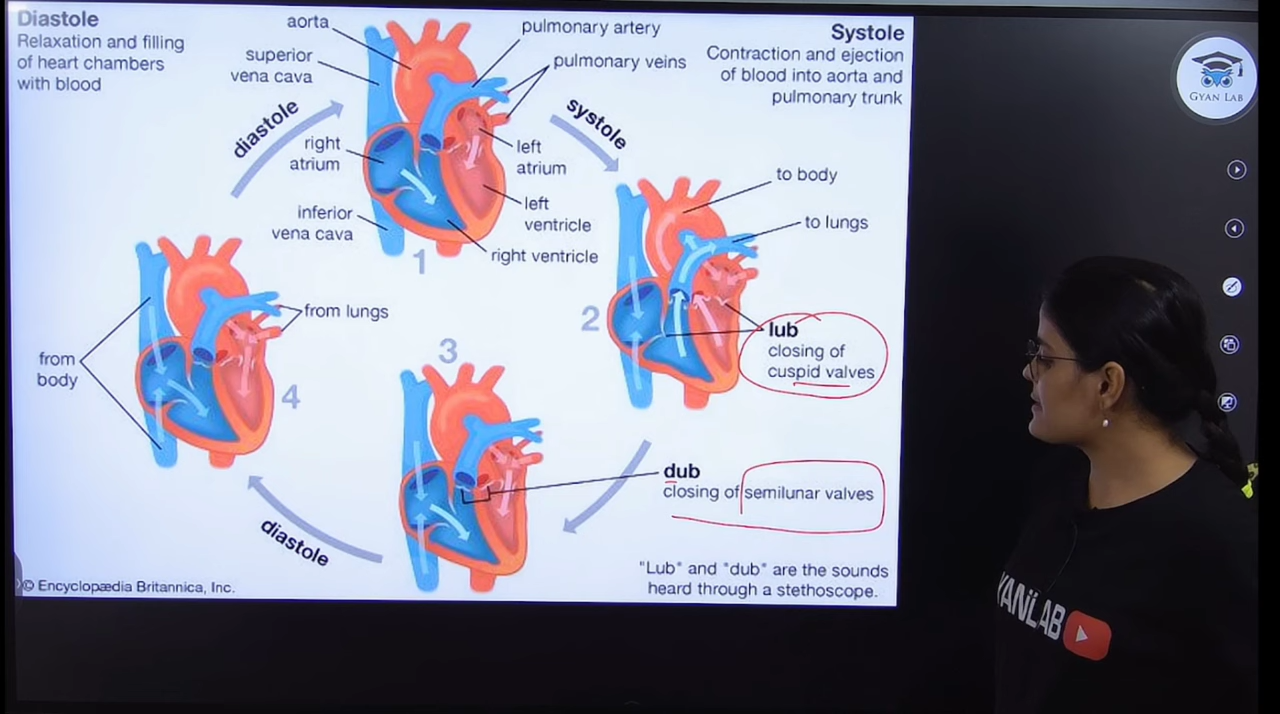 Diastole
Relaxation and filling
of heart chambers
with blood
aorta
superior
vena cava
diastole
right
atrium
inferior
vena cava
pulmonary artery
pulmonary veins
left
atrium
left
ventricle
right ventricle
1
Systole
Contraction and ejection
of blood into aorta and
pulmonary trunk
systole
to body
to lungs
2
lub
closing of
cuspid valves
dub
closing of semilunar valves
3
diastole
from lungs
from
body
4
"Lub" and "dub" are the sounds
heard through a stethoscope.
© Encyclopædia Britannica, Inc.
GYAN LAB
YANLAB